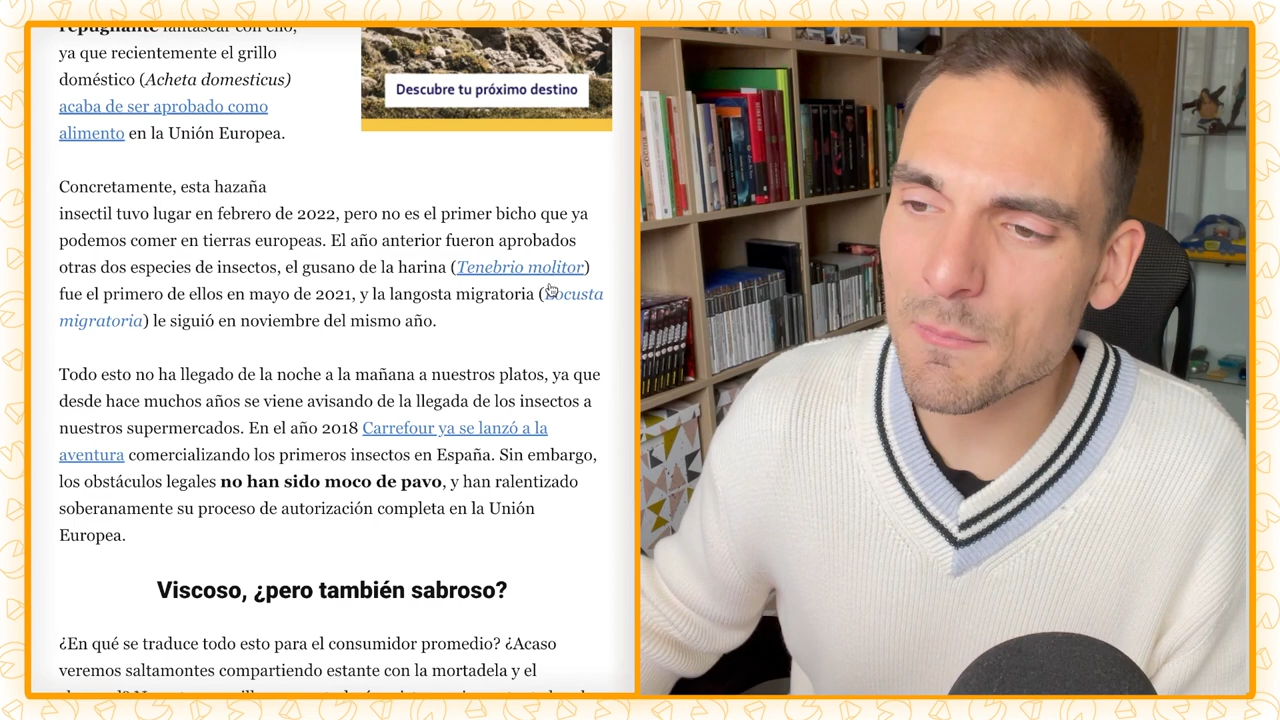 repugnante fantasear con ello,
ya que recientemente el grillo
doméstico (Acheta domesticus)
acaba de ser aprobado como
alimento en la Unión Europea.
Descubre tu próximo destino
Concretamente, esta hazaña
insectil tuvo lugar en febrero de 2022, pero no es el primer bicho que ya
podemos comer en tierras europeas. El año anterior fueron aprobados
otras dos especies de insectos, el gusano de la harina (Tenebrio molitor)
fue el primero de ellos en mayo de 2021, y la langosta migratoria (Locusta
migratoria) le siguió en noviembre del mismo año.
Todo esto no ha llegado de la noche a la mañana a nuestros platos, ya que
desde hace muchos años se viene avisando de la llegada de los insectos a
nuestros supermercados. En el año 2018 Carrefour ya se lanzó a la
aventura comercializando los primeros insectos en España. Sin embargo,
los obstáculos legales no han sido moco de pavo, y han ralentizado
soberanamente su proceso de autorización completa en la Unión
Europea.
Viscoso, ¿pero también sabroso?
¿En qué se traduce todo esto para el consumidor promedio? ¿Acaso
veremos saltamontes compartiendo estante con la mortadela y el